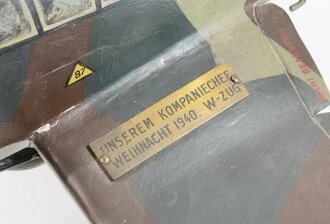 87
UNSEREM KOMPANIECHEF
WEIHNACHT 1940. W-ZUG